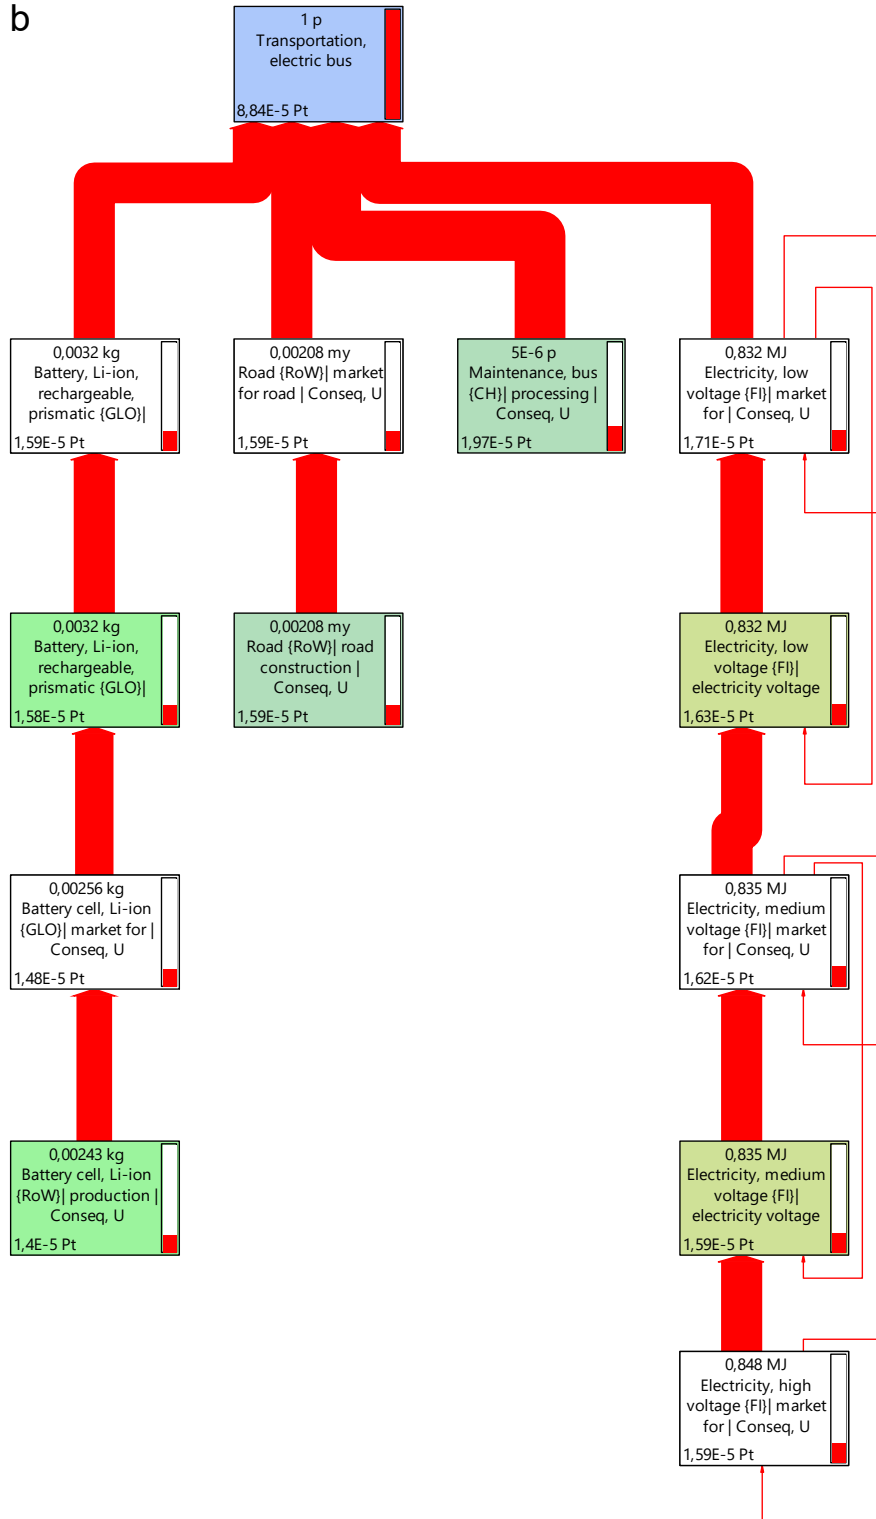 b
1 p
Transportation,
electric bus
8,84E-5 Pt
0,0032 kg
Battery, Li-ion,
rechargeable,
prismatic {GLO}|
1,59E-5 Pt
0,00208 my
Road {RoW}| market
for road | Conseq, U
1,59E-5 Pt
5E-6 p
Maintenance, bus
{CH}| processing |
Conseq, U
1,97E-5 Pt
0,832 MJ
Electricity, low
voltage {FI}| market
for | Conseq, U
1,71E-5 Pt
0,0032 kg
Battery, Li-ion,
rechargeable,
prismatic {GLO}|
1,58E-5 Pt
0,00208 my
Road {RoW}| road
construction |
Conseq, U
1,59E-5 Pt
0,832 MJ
Electricity, low
voltage {FI}|
electricity voltage
1,63E-5 Pt
0,00256 kg
Battery cell, Li-ion
{GLO}| market for |
Conseq, U
1,48E-5 Pt
0,835 MJ
Electricity, medium
voltage {FI}| market
for | Conseq, U
1,62E-5 Pt
0,00243 kg
Battery cell, Li-ion
{RoW}| production |
Conseq, U
1,4E-5 Pt
0,835 MJ
Electricity, medium
voltage {FI}|
electricity voltage
1,59E-5 Pt
0,848 MJ
Electricity, high
voltage {FI}| market
for | Conseq, U
1,59E-5 Pt